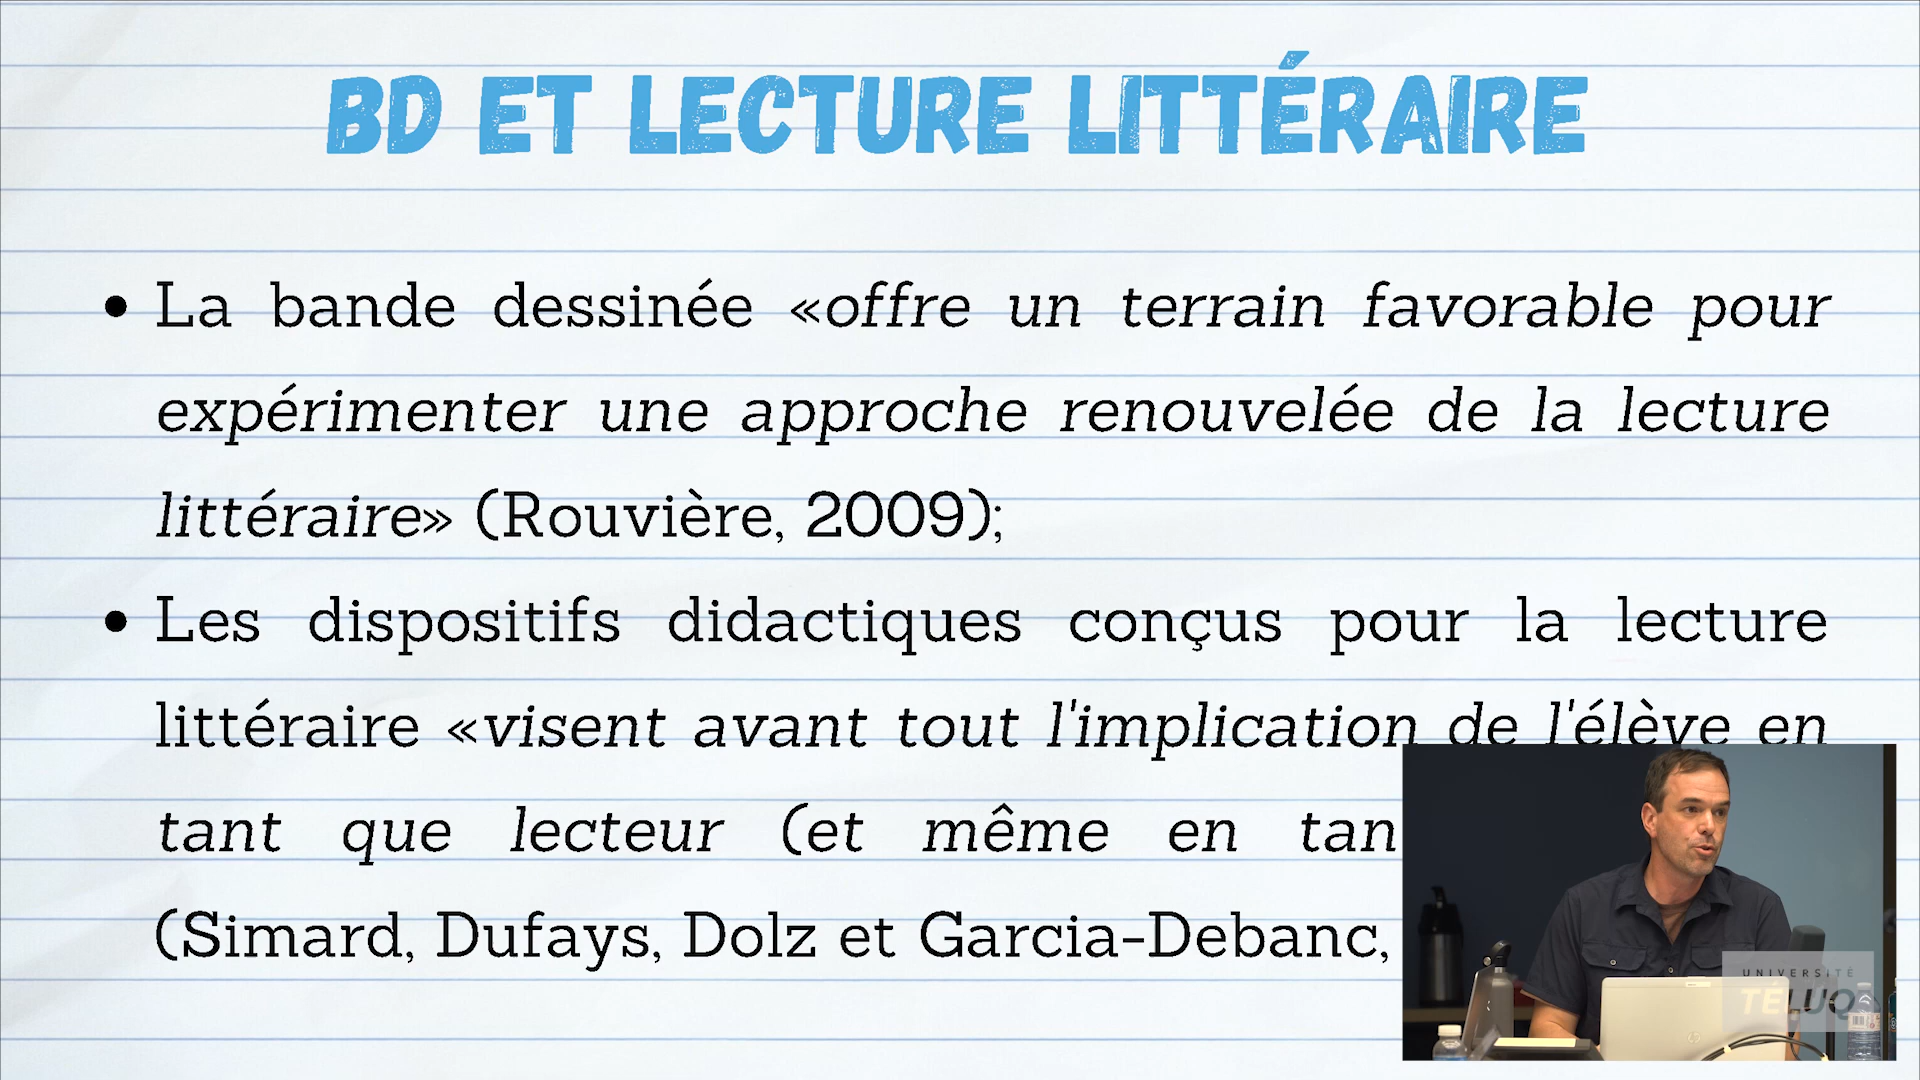 BD ET LECTURE LITTÉRAIRE
• La bande dessinée «offre un terrain favorable pour
expérimenter une approche renouvelée de la lecture
littéraire» (Rouvière, 2009);
• Les dispositifs didactiques conçus pour la lecture
littéraire «visent avant tout l'implication de l'élève en
tant que lecteur (et même en tan
(Simard, Dufays, Dolz et Garcia-Debanc,
UNIVERSITÉ
TÉLUQ